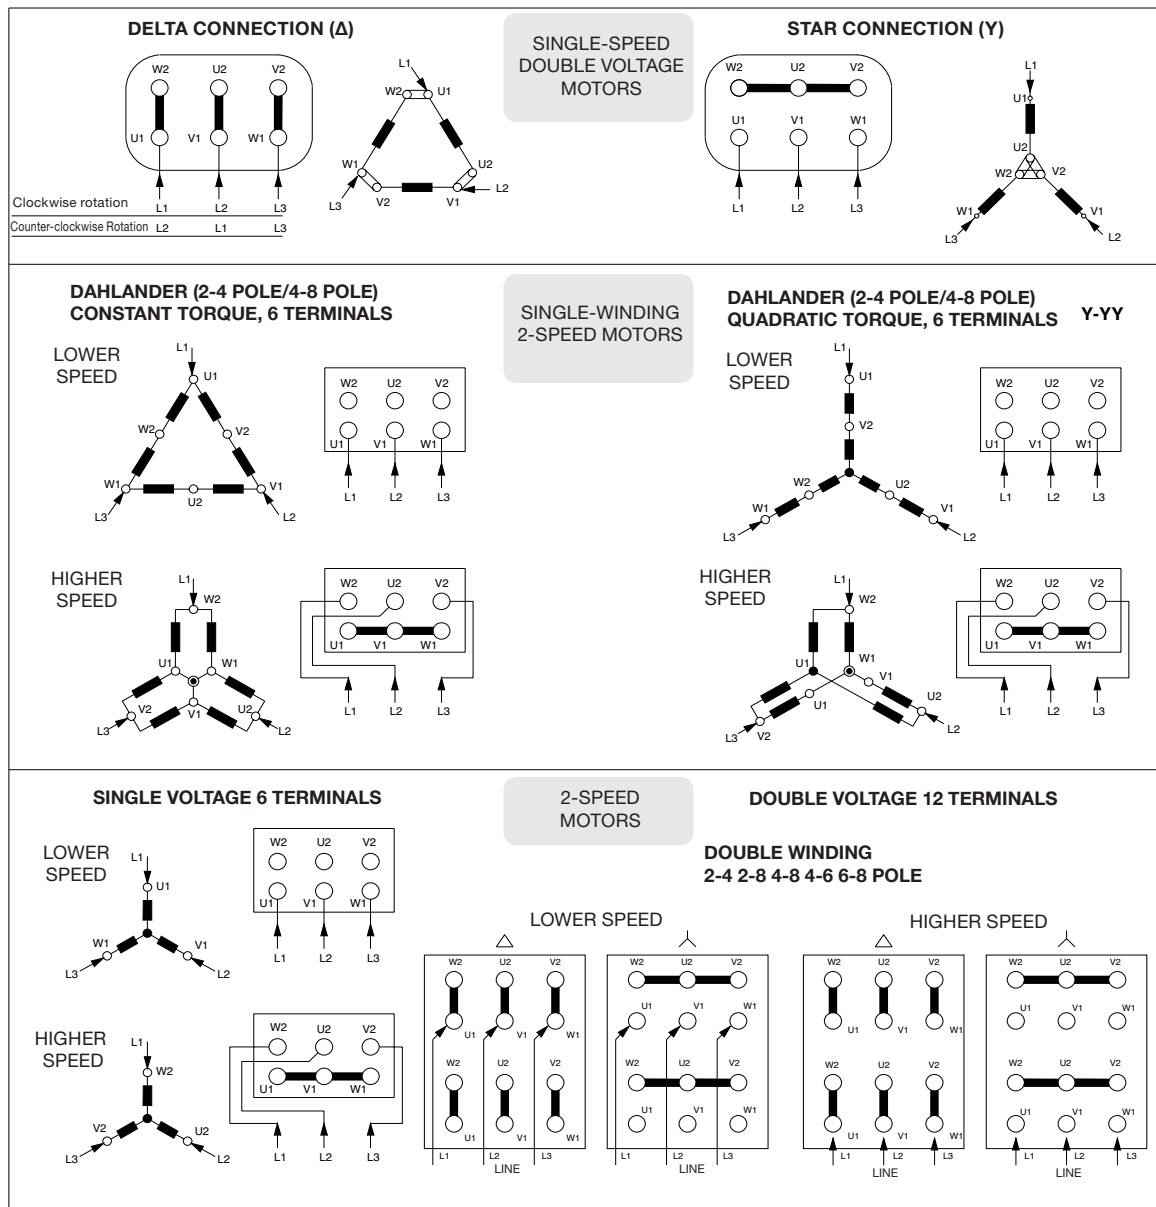 DELTA CONNECTION (Δ)
W2 U2 V2
U1 V1 W1
L1
W2 U1
W1 U2
L3 V2 V1 L2
Clockwise rotation L1 L2 L3
Counter-clockwise Rotation L2 L1 L3
SINGLE-SPEED
DOUBLE VOLTAGE
MOTORS
STAR CONNECTION (Y)
W2 U2 V2
U1 V1 W1
L1 L2 L3
L1
U1
U2
W2 V2
W1 V1
L3 L2
DAHLANDER (2-4 POLE/4-8 POLE)
CONSTANT TORQUE, 6 TERMINALS
LOWER
SPEED
L1
U1
W2 V2
W1 U2 V1
L3 L2
W2 U2 V2
U1 V1 W1
L1 L2 L3
HIGHER
SPEED
L1
W2
U1 W1
V2 V1 U2
L3 L2
W2 U2 V2
U1 V1 W1
L1 L2 L3
SINGLE-WINDING
2-SPEED MOTORS
DAHLANDER (2-4 POLE/4-8 POLE)
QUADRATIC TORQUE, 6 TERMINALS Y-YY
LOWER
SPEED
L1
U1
V2
W2 U2
W1 V1
L3 L2
W2 U2 V2
U1 V1 W1
L1 L2 L3
HIGHER
SPEED
L1
W2
U1 W1
V1
U1 U2
L3 V2 L2
W2 U2 V2
U1 V1 W1
L1 L2 L3
SINGLE VOLTAGE 6 TERMINALS
LOWER
SPEED
L1
U1
W1 V1
L3 L2
W2 U2 V2
U1 V1 W1
L1 L2 L3
HIGHER
SPEED
L1
W2
V2 U2
L3 L2
W2 U2 V2
U1 V1 W1
L1 L2 L3
2-SPEED
MOTORS
DOUBLE VOLTAGE 12 TERMINALS
DOUBLE WINDING
2-4 2-8 4-8 4-6 6-8 POLE
LOWER SPEED
W2 U2 V2
U1 V1 W1
W2 U2 V2
U1 V1 W1
L1 L2 L3
LINE
W2 U2 V2
U1 V1 W1
W2 U2 V2
U1 V1 W1
L1 L2 L3
LINE
HIGHER SPEED
W2 U2 V2
U1 V1 W1
W2 U2 V2
U1 V1 W1
L1 L2 L3
LINE
W2 U2 V2
U1 V1 W1
W2 U2 V2
U1 V1 W1
L1 L2 L3
LINE